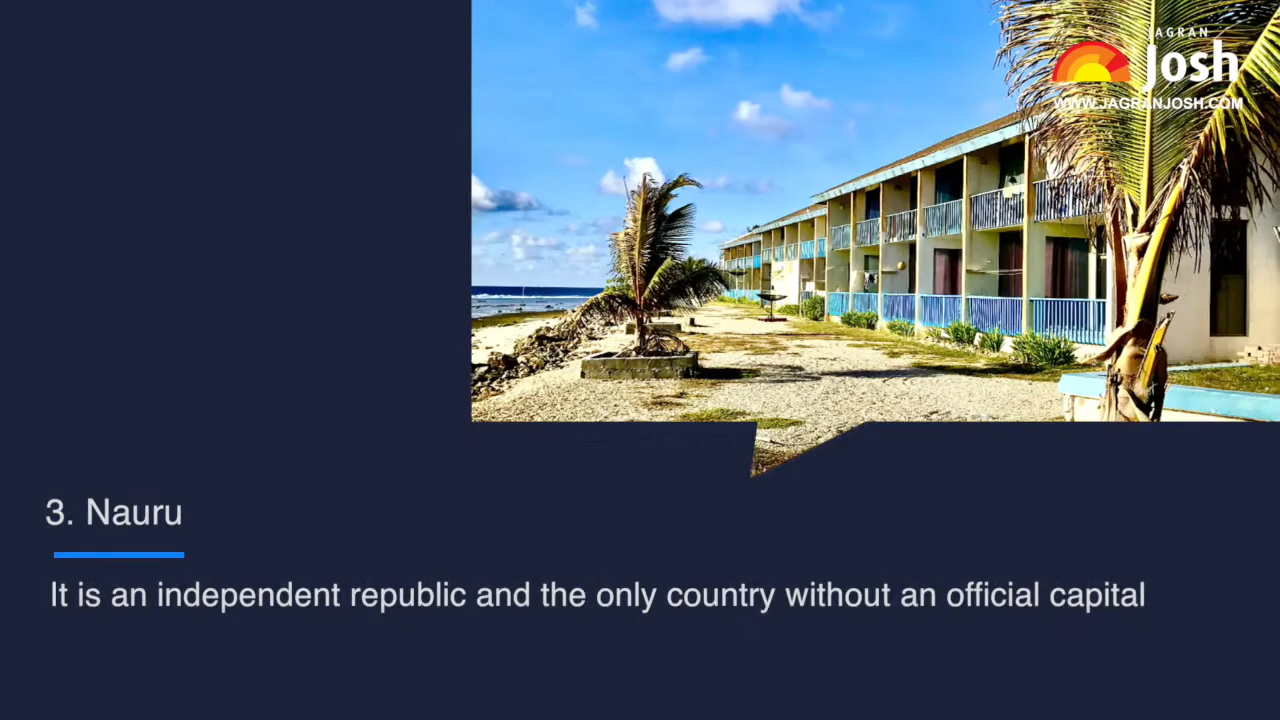 JAGRAN
Josh
WWW.JAGRANJOSH.COM
3. Nauru
It is an independent republic and the only country without an official capital